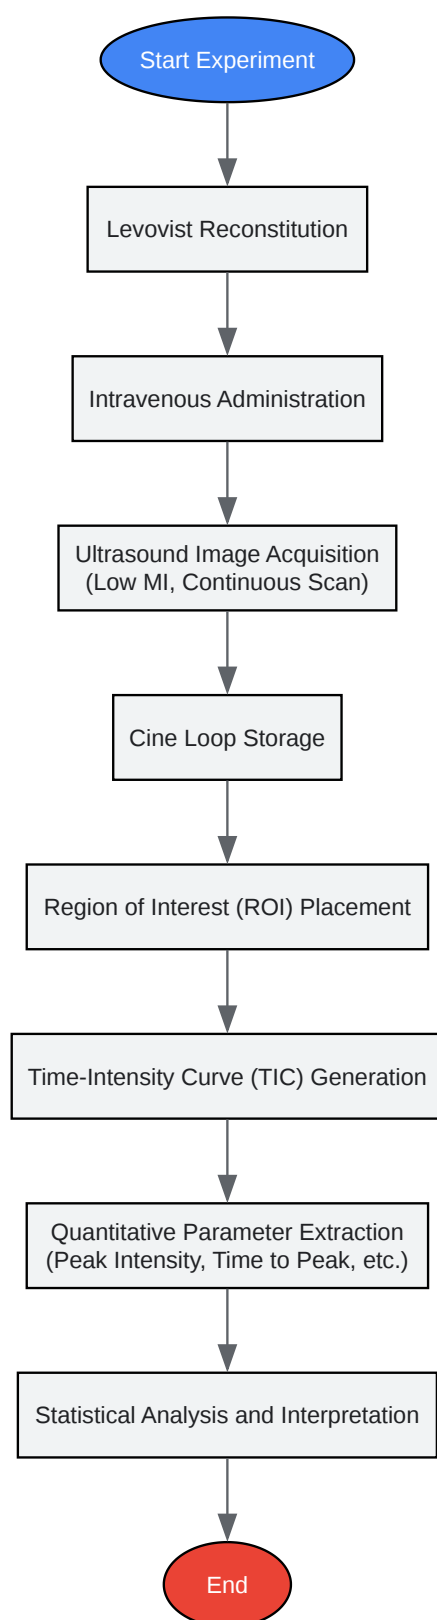 Start Experiment
Levovist Reconstitution
Intravenous Administration
Ultrasound Image Acquisition
(Low MI, Continuous Scan)
Cine Loop Storage
Region of Interest (ROI) Placement
Time-Intensity Curve (TIC) Generation
Quantitative Parameter Extraction
(Peak Intensity, Time to Peak, etc.)
Statistical Analysis and Interpretation
End